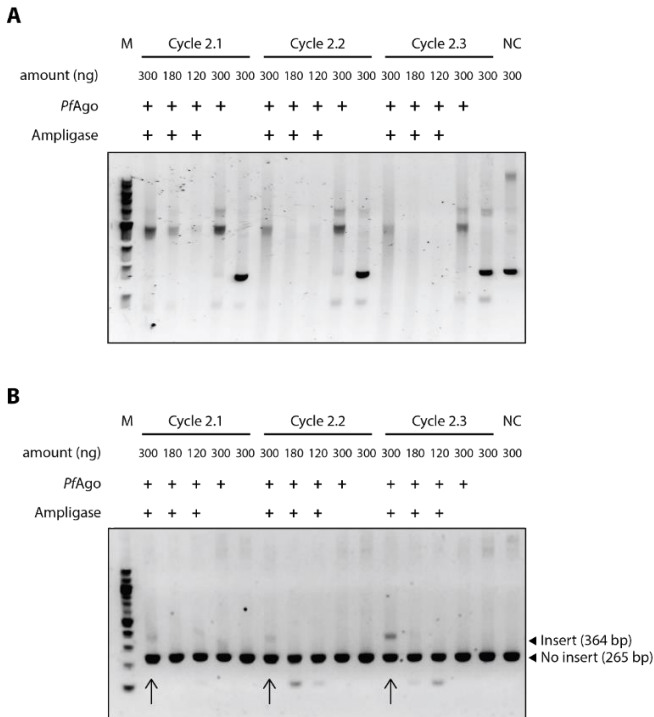 A
M Cycle 2.1 Cycle 2.2 Cycle 2.3 NC
amount (ng) 300 180 120 300 300 300 180 120 300 300 300 180 120 300 300 300
PfAgo + + + + + + + + + + + +
Ampligase + + + + + + + + +
B
M Cycle 2.1 Cycle 2.2 Cycle 2.3 NC
amount (ng) 300 180 120 300 300 300 180 120 300 300 300 180 120 300 300 300
PfAgo + + + + + + + + + + + +
Ampligase + + + + + + + + +
◄ Insert (364 bp)
◄ No insert (265 bp)